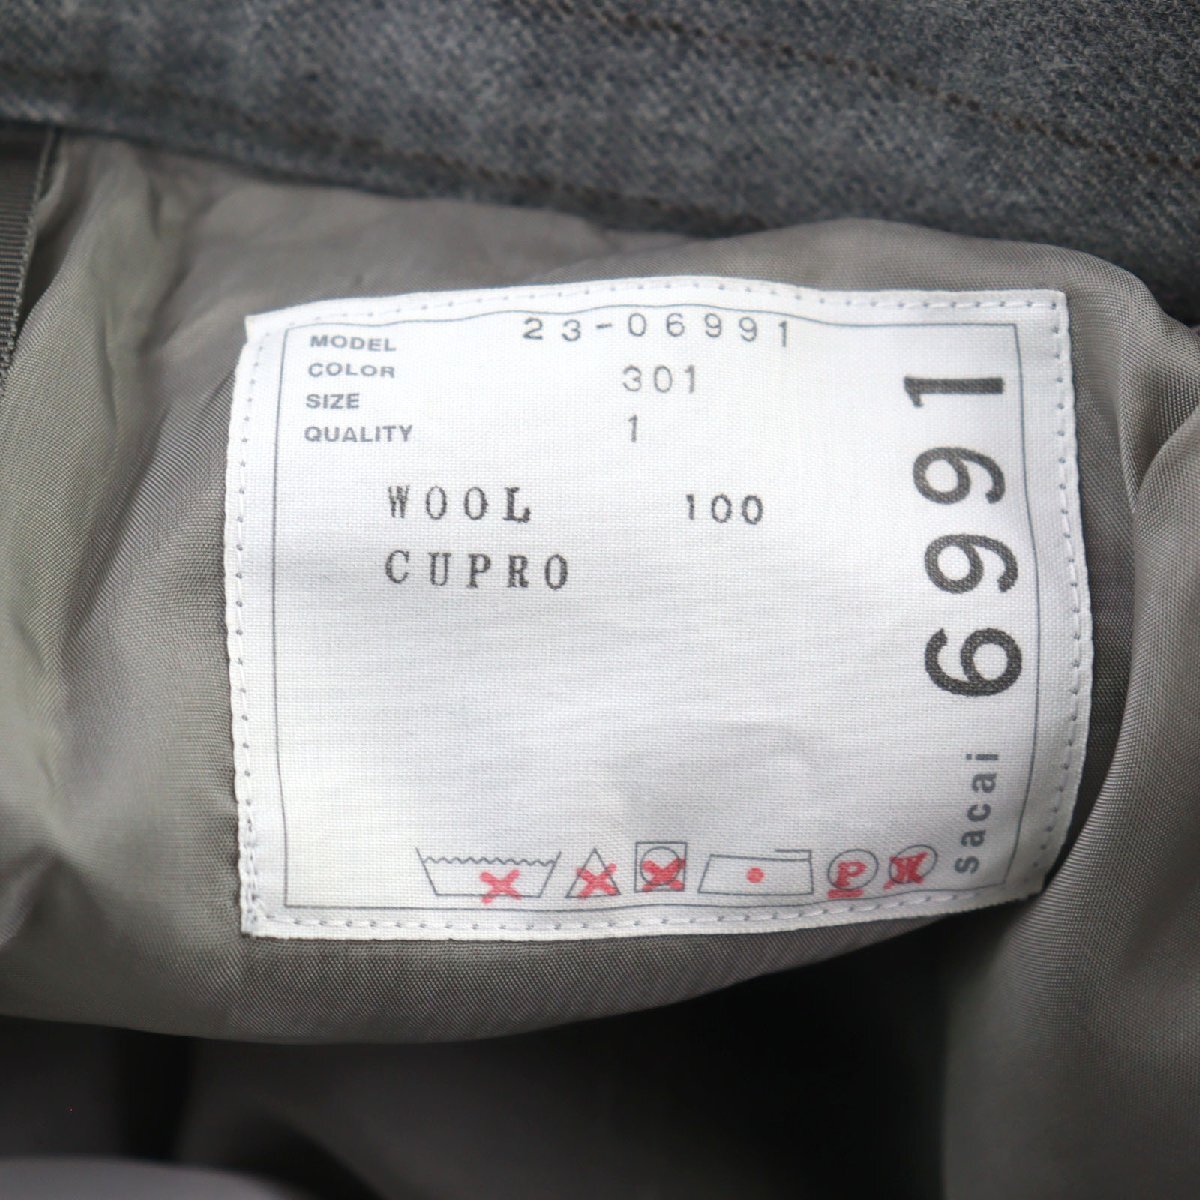 MODEL 23-06991
COLOR 301
SIZE 1
QUALITY
WOOL 100
CUPRO
P
W
sacai 6991